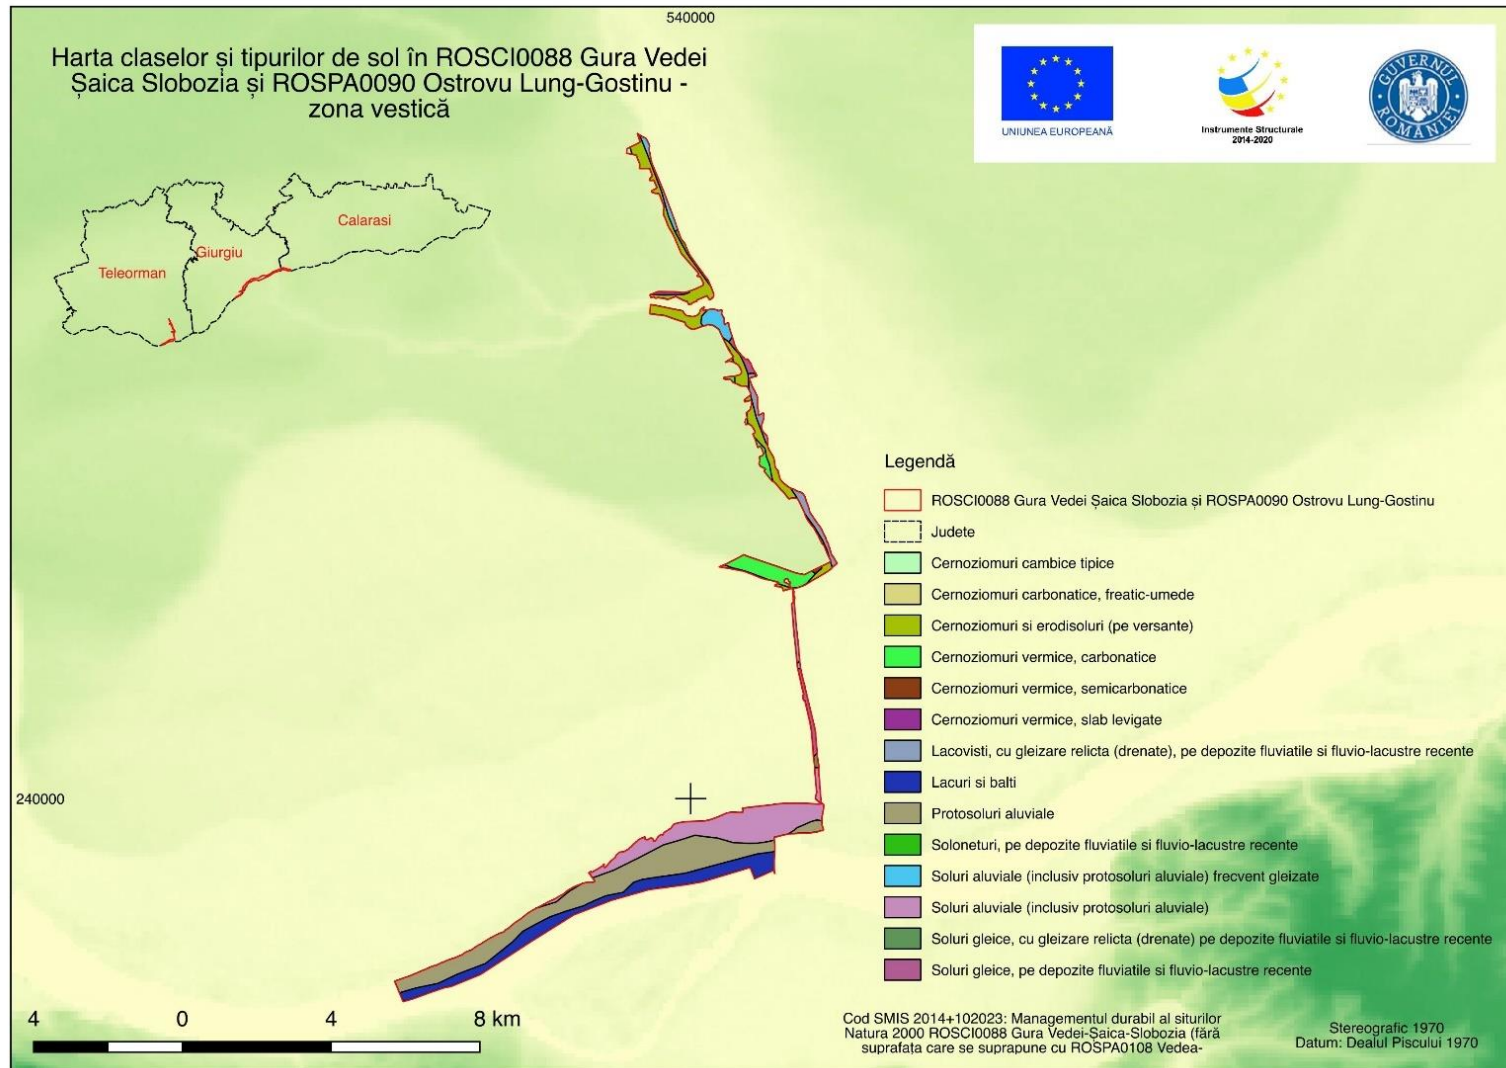 540000
Harta claselor și tipurilor de sol în ROSCI0088 Gura Vedei
Șaica Slobozia și ROSPA0090 Ostrovu Lung-Gostinu -
zona vestică
UNIUNEA EUROPEANĂ
Instrumente Structurale
2014-2020
GUVERNUL
ROMÂNIEI
Calarasi
Giurgiu
Teleorman
Legendă
ROSCI0088 Gura Vedei Șaica Slobozia și ROSPA0090 Ostrovu Lung-Gostinu
Judete
Cernoziomuri cambice tipice
Cernoziomuri carbonatice, freatic-umede
Cernoziomuri si erodisoluri (pe versante)
Cernoziomuri vermice, carbonatice
Cernoziomuri vermice, semicarbonatice
Cernoziomuri vermice, slab levigate
Lacovisti, cu gleizare relicta (drenate), pe depozite fluviatile si fluvio-lacustre recente
Lacuri si balti
Protosoluri aluviale
Soloneturi, pe depozite fluviatile si fluvio-lacustre recente
Soluri aluviale (inclusiv protosoluri aluviale) frecvent gleizate
Soluri aluviale (inclusiv protosoluri aluviale)
Soluri gleice, cu gleizare relicta (drenate) pe depozite fluviatile si fluvio-lacustre recente
Soluri gleice, pe depozite fluviatile si fluvio-lacustre recente
240000
4 0 4 8 km
Cod SMIS 2014+102023: Managementul durabil al siturilor
Natura 2000 ROSCI0088 Gura Vedei-Șaica-Slobozia (fără
suprafața care se suprapune cu ROSPA0108 Vedea-
Stereografic 1970
Datum: Dealul Piscului 1970